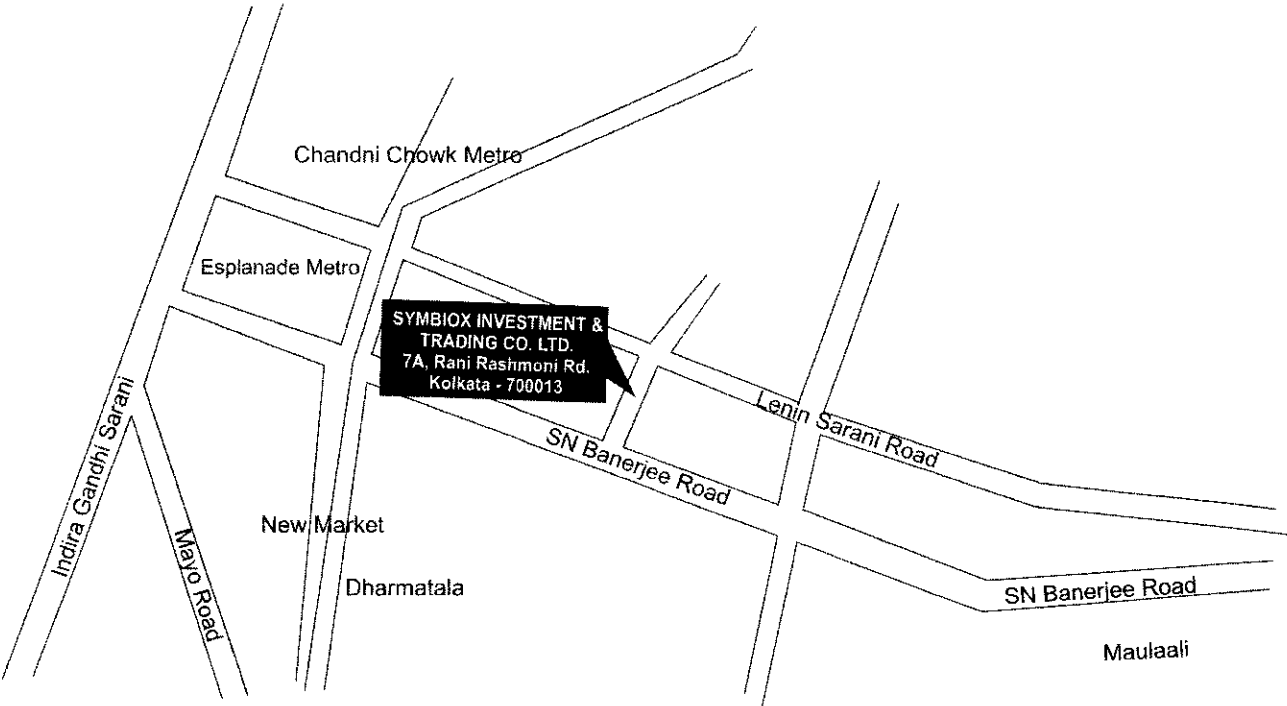 Chandni Chowk Metro
Esplanade Metro
SYMBIOX INVESTMENT &
TRADING CO. LTD.
7A, Rani Rashmoni Rd.
Kolkata - 700013
Indira Gandhi Sarani
Lenin Sarani Road
SN Banerjee Road
New Market
Mayo Road
Dharmatala
SN Banerjee Road
Maulaali